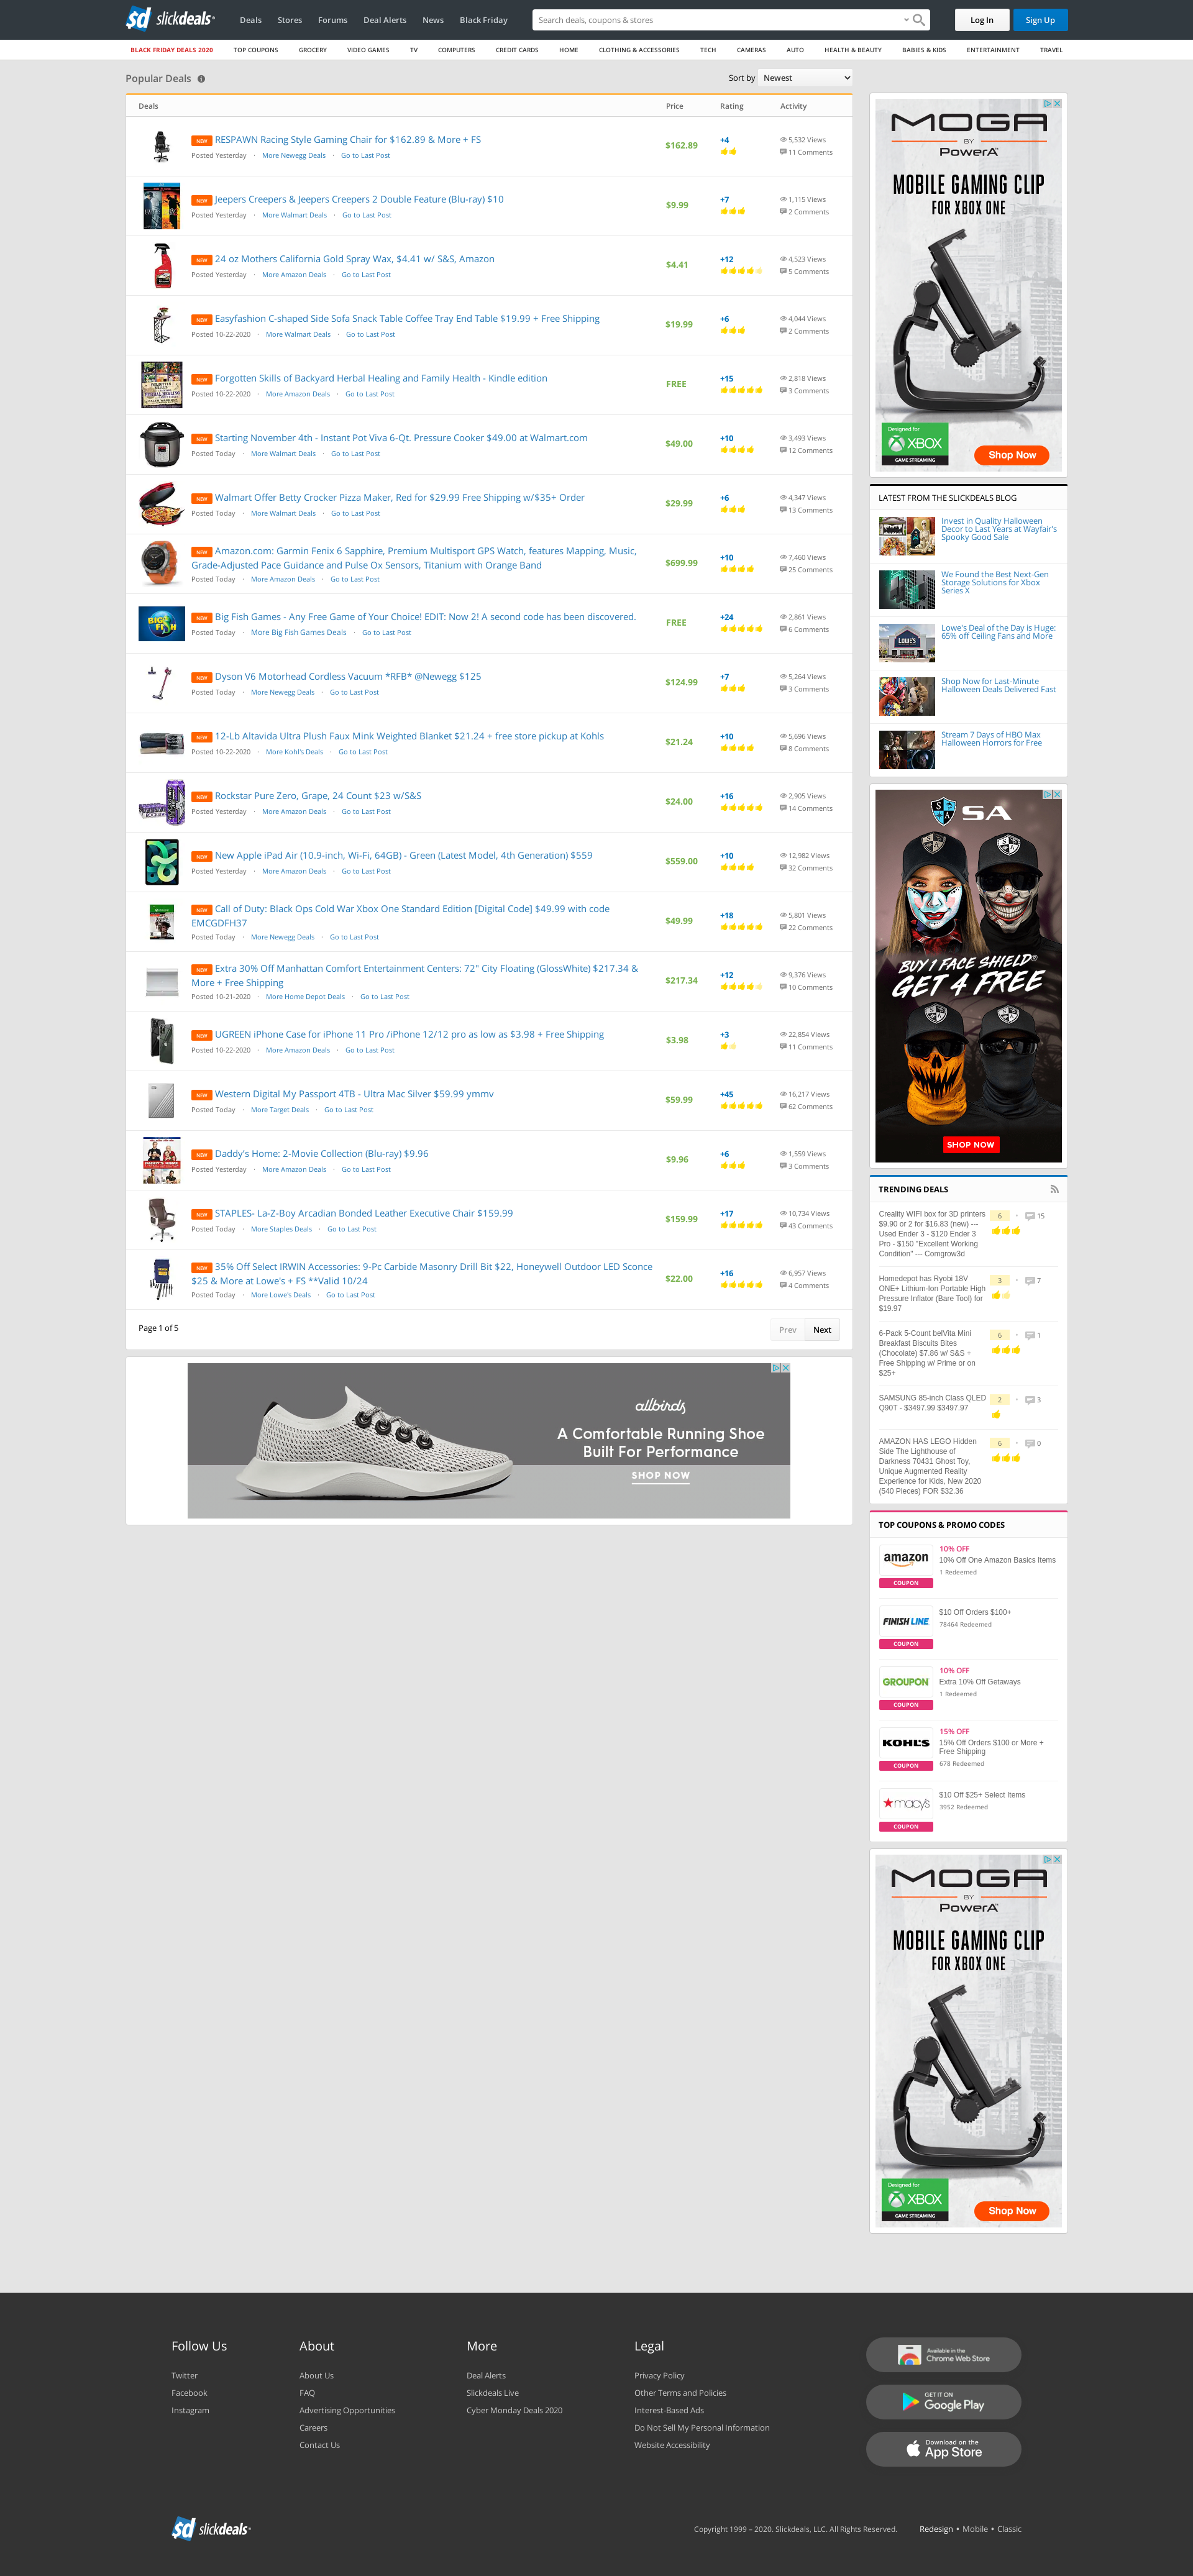 sd slickdeals
Deals Stores Forums Deal Alerts News Black Friday
Search deals, coupons & stores
Log In
Sign Up
BLACK FRIDAY DEALS 2020 TOP COUPONS GROCERY VIDEO GAMES TV COMPUTERS CREDIT CARDS HOME CLOTHING & ACCESSORIES TECH CAMERAS AUTO HEALTH & BEAUTY BABIES & KIDS ENTERTAINMENT TRAVEL
Popular Deals
Sort by Newest
Deals Price Rating Activity
NEW RESPAWN Racing Style Gaming Chair for $162.89 & More + FS
Posted Yesterday · More Newegg Deals · Go to Last Post
$162.89
+4
5,532 Views
11 Comments
NEW Jeepers Creepers & Jeepers Creepers 2 Double Feature (Blu-ray) $10
Posted Yesterday · More Walmart Deals · Go to Last Post
$9.99
+7
1,115 Views
2 Comments
NEW 24 oz Mothers California Gold Spray Wax, $4.41 w/ S&S, Amazon
Posted Yesterday · More Amazon Deals · Go to Last Post
$4.41
+12
4,523 Views
5 Comments
NEW Easyfashion C-shaped Side Sofa Snack Table Coffee Tray End Table $19.99 + Free Shipping
Posted 10-22-2020 · More Walmart Deals · Go to Last Post
$19.99
+6
4,044 Views
2 Comments
NEW Forgotten Skills of Backyard Herbal Healing and Family Health - Kindle edition
Posted 10-22-2020 · More Amazon Deals · Go to Last Post
FREE
+15
2,818 Views
3 Comments
NEW Starting November 4th - Instant Pot Viva 6-Qt. Pressure Cooker $49.00 at Walmart.com
Posted Today · More Walmart Deals · Go to Last Post
$49.00
+10
3,493 Views
12 Comments
NEW Walmart Offer Betty Crocker Pizza Maker, Red for $29.99 Free Shipping w/$35+ Order
Posted Today · More Walmart Deals · Go to Last Post
$29.99
+6
4,347 Views
13 Comments
NEW Amazon.com: Garmin Fenix 6 Sapphire, Premium Multisport GPS Watch, features Mapping, Music,
Grade-Adjusted Pace Guidance and Pulse Ox Sensors, Titanium with Orange Band
Posted Today · More Amazon Deals · Go to Last Post
$699.99
+10
7,460 Views
25 Comments
NEW Big Fish Games - Any Free Game of Your Choice! EDIT: Now 2! A second code has been discovered.
Posted Today · More Big Fish Games Deals · Go to Last Post
FREE
+24
2,861 Views
6 Comments
NEW Dyson V6 Motorhead Cordless Vacuum *RFB* @Newegg $125
Posted Today · More Newegg Deals · Go to Last Post
$124.99
+7
5,264 Views
3 Comments
NEW 12-Lb Altavida Ultra Plush Faux Mink Weighted Blanket $21.24 + free store pickup at Kohls
Posted 10-22-2020 · More Kohl's Deals · Go to Last Post
$21.24
+10
5,696 Views
8 Comments
NEW Rockstar Pure Zero, Grape, 24 Count $23 w/S&S
Posted Yesterday · More Amazon Deals · Go to Last Post
$24.00
+16
2,905 Views
14 Comments
NEW New Apple iPad Air (10.9-inch, Wi-Fi, 64GB) - Green (Latest Model, 4th Generation) $559
Posted Yesterday · More Amazon Deals · Go to Last Post
$559.00
+10
12,982 Views
32 Comments
NEW Call of Duty: Black Ops Cold War Xbox One Standard Edition [Digital Code] $49.99 with code
EMCGDFH37
Posted Today · More Newegg Deals · Go to Last Post
$49.99
+18
5,801 Views
22 Comments
NEW Extra 30% Off Manhattan Comfort Entertainment Centers: 72" City Floating (GlossWhite) $217.34 &
More + Free Shipping
Posted 10-21-2020 · More Home Depot Deals · Go to Last Post
$217.34
+12
9,376 Views
10 Comments
NEW UGREEN iPhone Case for iPhone 11 Pro /iPhone 12/12 pro as low as $3.98 + Free Shipping
Posted 10-22-2020 · More Amazon Deals · Go to Last Post
$3.98
+3
22,854 Views
11 Comments
NEW Western Digital My Passport 4TB - Ultra Mac Silver $59.99 ymmv
Posted Today · More Target Deals · Go to Last Post
$59.99
+45
16,217 Views
62 Comments
NEW Daddy's Home: 2-Movie Collection (Blu-ray) $9.96
Posted Yesterday · More Amazon Deals · Go to Last Post
$9.96
+6
1,559 Views
3 Comments
NEW STAPLES- La-Z-Boy Arcadian Bonded Leather Executive Chair $159.99
Posted Today · More Staples Deals · Go to Last Post
$159.99
+17
10,734 Views
43 Comments
NEW 35% Off Select IRWIN Accessories: 9-Pc Carbide Masonry Drill Bit $22, Honeywell Outdoor LED Sconce
$25 & More at Lowe's + FS **Valid 10/24
Posted Today · More Lowe's Deals · Go to Last Post
$22.00
+16
6,957 Views
4 Comments
Page 1 of 5
Prev Next
allbirds
A Comfortable Running Shoe
Built For Performance
SHOP NOW
MOGA
BY
PowerA
MOBILE GAMING CLIP
FOR XBOX ONE
Designed for
XBOX
GAME STREAMING
Shop Now
LATEST FROM THE SLICKDEALS BLOG
Invest in Quality Halloween
Decor to Last Years at Wayfair's
Spooky Good Sale
We Found the Best Next-Gen
Storage Solutions for Xbox
Series X
Lowe's Deal of the Day is Huge:
65% off Ceiling Fans and More
Shop Now for Last-Minute
Halloween Deals Delivered Fast
Stream 7 Days of HBO Max
Halloween Horrors for Free
SA
BUY 1 FACE SHIELD®
GET 4 FREE
SHOP NOW
TRENDING DEALS
Creality WIFI box for 3D printers
$9.90 or 2 for $16.83 (new) ---
Used Ender 3 - $120 Ender 3
Pro - $150 "Excellent Working
Condition" --- Comgrow3d
6 · 15
Homedepot has Ryobi 18V
ONE+ Lithium-Ion Portable High
Pressure Inflator (Bare Tool) for
$19.97
3 · 7
6-Pack 5-Count belVita Mini
Breakfast Biscuits Bites
(Chocolate) $7.86 w/ S&S +
Free Shipping w/ Prime or on
$25+
6 · 1
SAMSUNG 85-inch Class QLED
Q90T - $3497.99 $3497.97
2 · 3
AMAZON HAS LEGO Hidden
Side The Lighthouse of
Darkness 70431 Ghost Toy,
Unique Augmented Reality
Experience for Kids, New 2020
(540 Pieces) FOR $32.36
6 · 0
TOP COUPONS & PROMO CODES
amazon
COUPON
10% OFF
10% Off One Amazon Basics Items
1 Redeemed
FINISH LINE
COUPON
$10 Off Orders $100+
78464 Redeemed
GROUPON
COUPON
10% OFF
Extra 10% Off Getaways
1 Redeemed
KOHL'S
COUPON
15% OFF
15% Off Orders $100 or More +
Free Shipping
678 Redeemed
macy's
COUPON
$10 Off $25+ Select Items
3952 Redeemed
MOGA
BY
PowerA
MOBILE GAMING CLIP
FOR XBOX ONE
Designed for
XBOX
GAME STREAMING
Shop Now
Follow Us
Twitter
Facebook
Instagram
About
About Us
FAQ
Advertising Opportunities
Careers
Contact Us
More
Deal Alerts
Slickdeals Live
Cyber Monday Deals 2020
Legal
Privacy Policy
Other Terms and Policies
Interest-Based Ads
Do Not Sell My Personal Information
Website Accessibility
Available in the
Chrome Web Store
GET IT ON
Google Play
Download on the
App Store
sd slickdeals
Copyright 1999 – 2020. Slickdeals, LLC. All Rights Reserved.
Redesign • Mobile • Classic